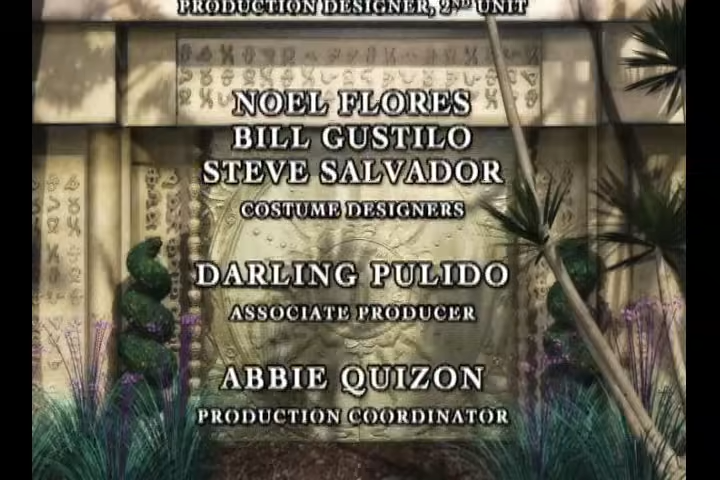 PRODUCTION DESIGNER, 2ND UNIT
NOEL FLORES
BILL GUSTILO
STEVE SALVADOR
COSTUME DESIGNERS
DARLING PULIDO
ASSOCIATE PRODUCER
ABBIE QUIZON
PRODUCTION COORDINATOR